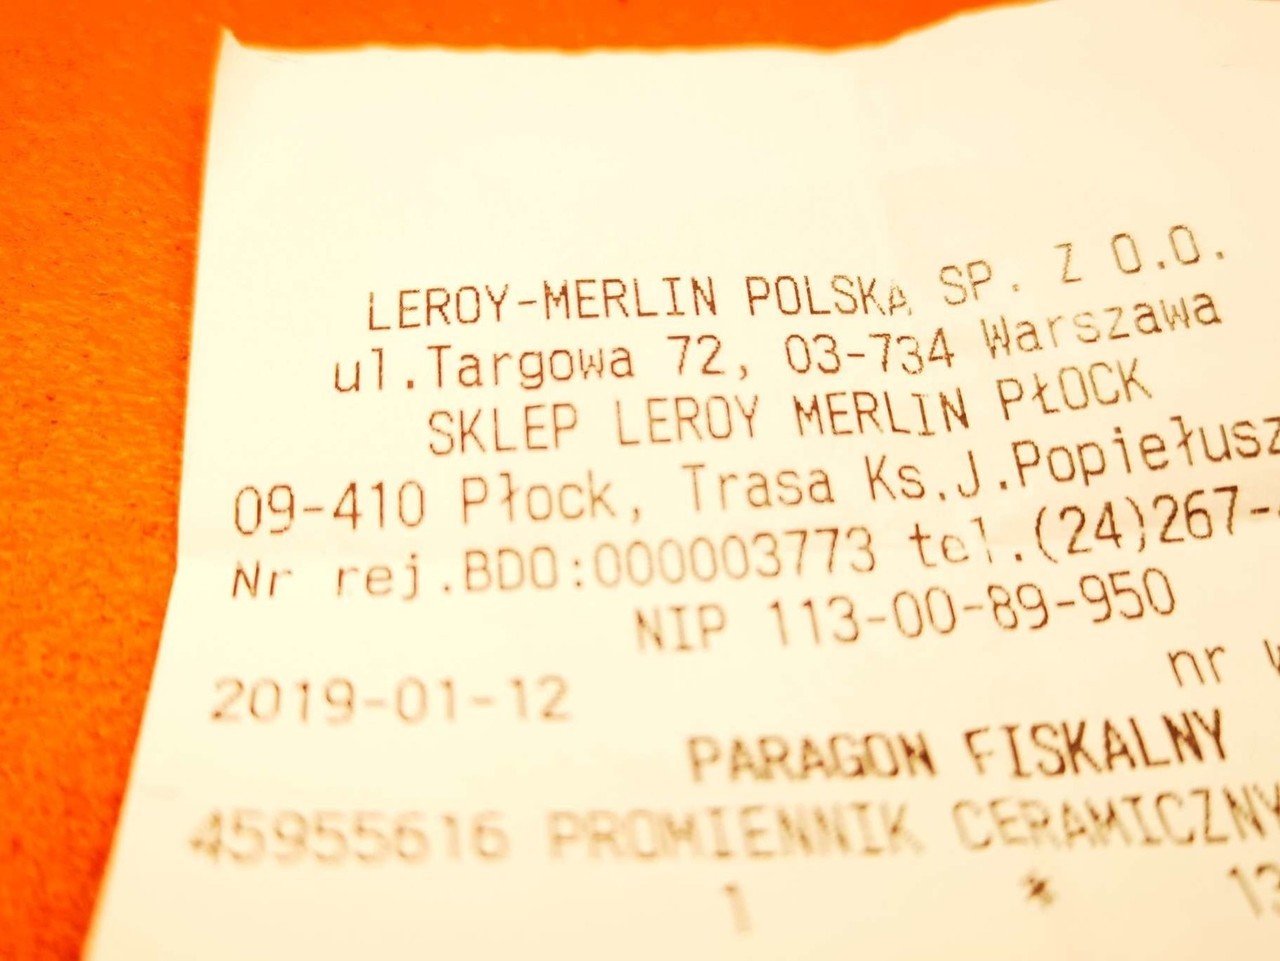 LEROY-MERLIN POLSKA SP. Z O.O.
ul.Targowa 72, 03-734 Warszawa
SKLEP LEROY MERLIN PŁOCK
09-410 Płock, Trasa Ks.J.Popiełusz
Nr rej.BDO:000003773 tel.(24)267-
NIP 113-00-89-950
2019-01-12 nr
PARAGON FISKALNY
45955616 PROMIENNIK CERAMICZNY
1 * 13